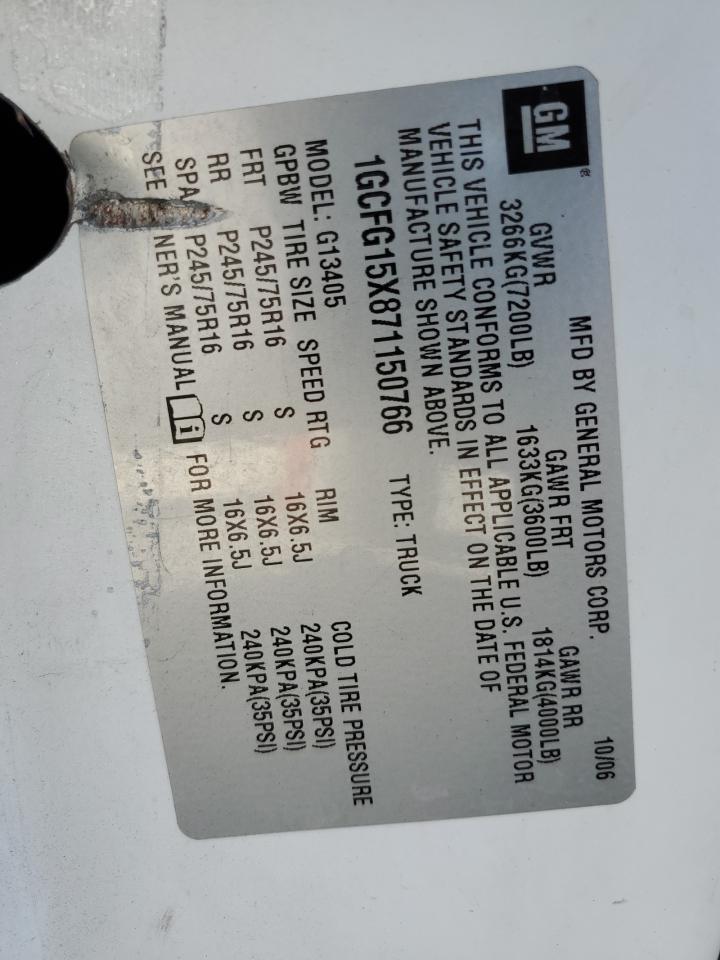 GM®
MFD BY GENERAL MOTORS CORP. 10/06
GVWR GAWR FRT GAWR RR
3266KG(7200LB) 1633KG(3600LB) 1814KG(4000LB)
THIS VEHICLE CONFORMS TO ALL APPLICABLE U.S. FEDERAL MOTOR
VEHICLE SAFETY STANDARDS IN EFFECT ON THE DATE OF
MANUFACTURE SHOWN ABOVE.
1GCFG15X871150766 TYPE: TRUCK
MODEL: G13405
GPBW TIRE SIZE SPEED RTG RIM COLD TIRE PRESSURE
FRT P245/75R16 S 16X6.5J 240KPA(35PSI)
RR P245/75R16 S 16X6.5J 240KPA(35PSI)
SPA P245/75R16 S 16X6.5J 240KPA(35PSI)
SEE NER'S MANUAL FOR MORE INFORMATION.